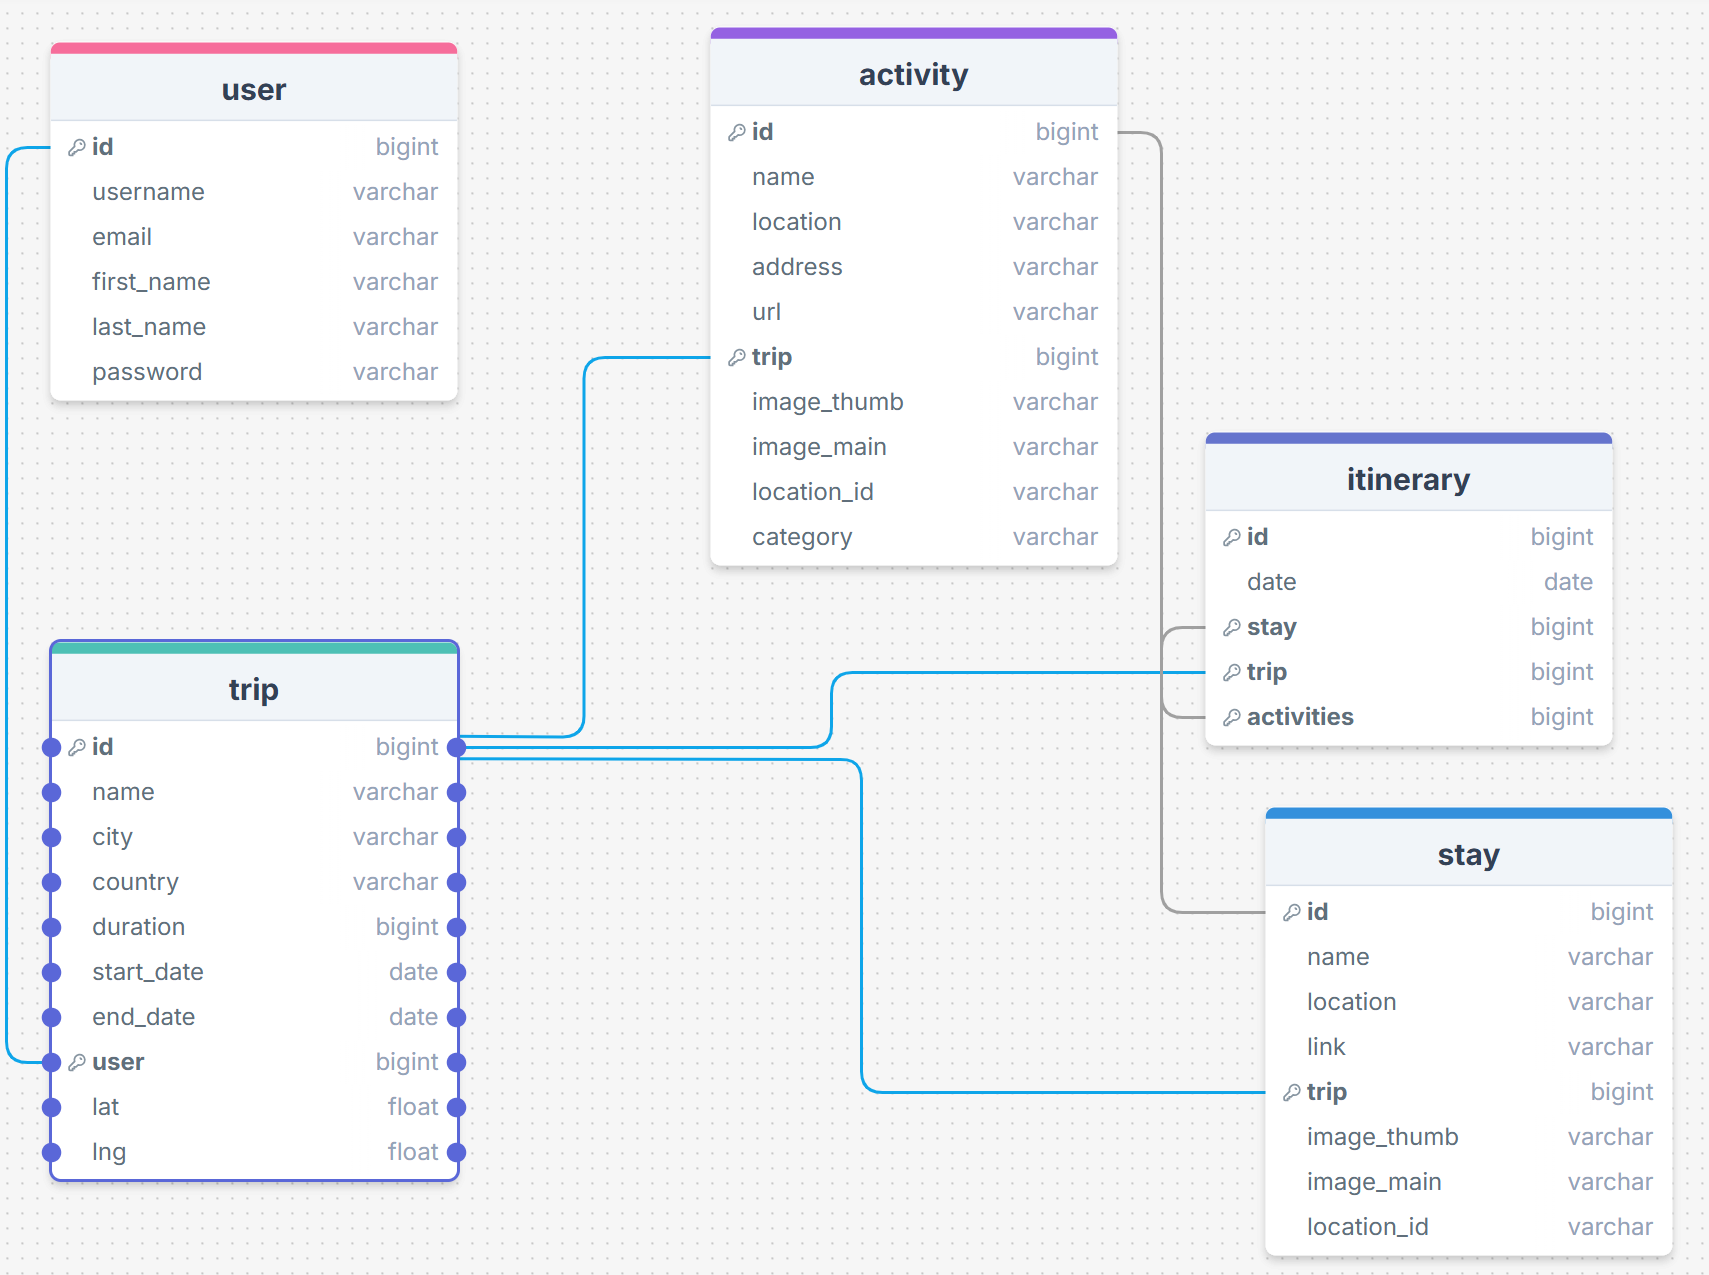 user
id bigint
username varchar
email varchar
first_name varchar
last_name varchar
password varchar
activity
id bigint
name varchar
location varchar
address varchar
url varchar
trip bigint
image_thumb varchar
image_main varchar
location_id varchar
category varchar
itinerary
id bigint
date date
stay bigint
trip bigint
activities bigint
trip
id bigint
name varchar
city varchar
country varchar
duration bigint
start_date date
end_date date
user bigint
lat float
lng float
stay
id bigint
name varchar
location varchar
link varchar
trip bigint
image_thumb varchar
image_main varchar
location_id varchar